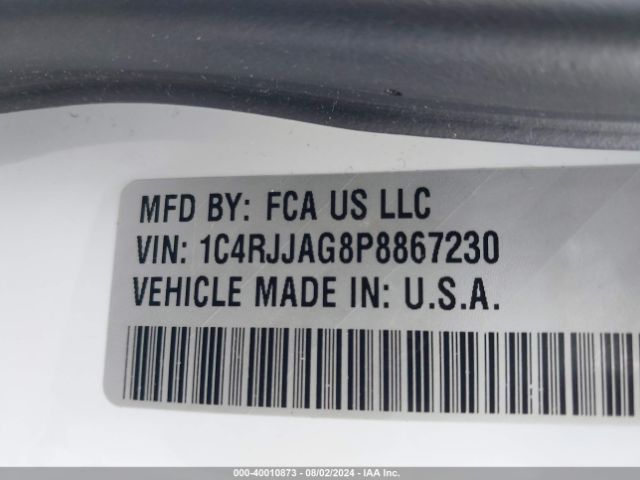 MFD BY: FCA US LLC
VIN: 1C4RJJAG8P8867230
VEHICLE MADE IN: U.S.A.
000-40010873 - 08/02/2024 - IAA Inc.